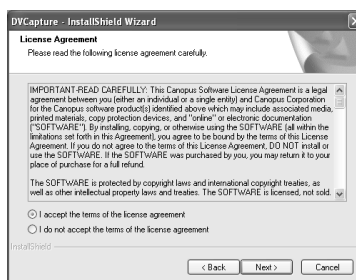 DVCapture - InstallShield Wizard
License Agreement
Please read the following license agreement carefully.
IMPORTANT-READ CAREFULLY: This Canopus Software License Agreement is a legal
agreement between you (either an individual or a single entity) and Canopus Corporation
for the Canopus software product(s) identified above which may include associated media,
printed materials, copy protection devices, and "online" or electronic documentation
("SOFTWARE"). By installing, copying, or otherwise using the SOFTWARE (all within the
limitations set forth in this Agreement), you agree to be bound by the terms of this License
Agreement. If you do not agree to the terms of this License Agreement, DO NOT install or
use the SOFTWARE. If the SOFTWARE was purchased by you, you may return it to your
place of purchase for a full refund.
The SOFTWARE is protected by copyright laws and international copyright treaties, as
well as other intellectual property laws and treaties. The SOFTWARE is licensed, not sold.
I accept the terms of the license agreement
I do not accept the terms of the license agreement
InstallShield
< Back Next > Cancel